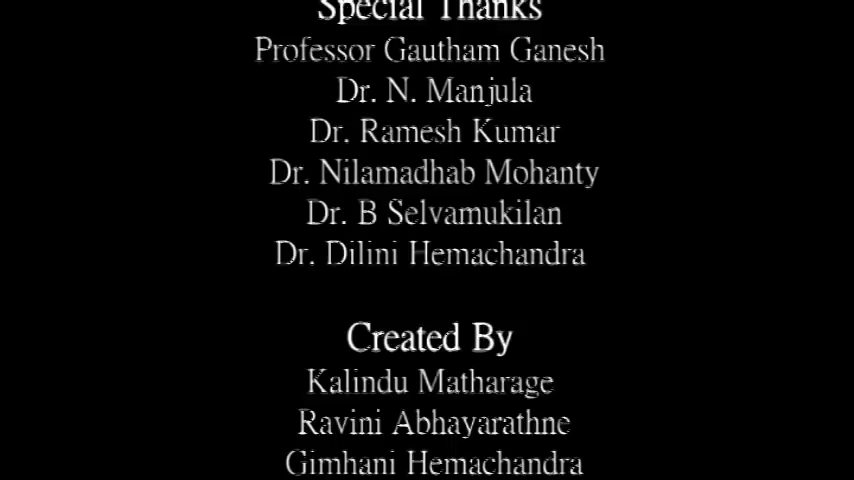 Special Thanks
Professor Gautham Ganesh
Dr. N. Manjula
Dr. Ramesh Kumar
Dr. Nilamadhab Mohanty
Dr. B Selvamukilan
Dr. Dilini Hemachandra
Created By
Kalindu Matharage
Ravini Abhayarathne
Gimhani Hemachandra